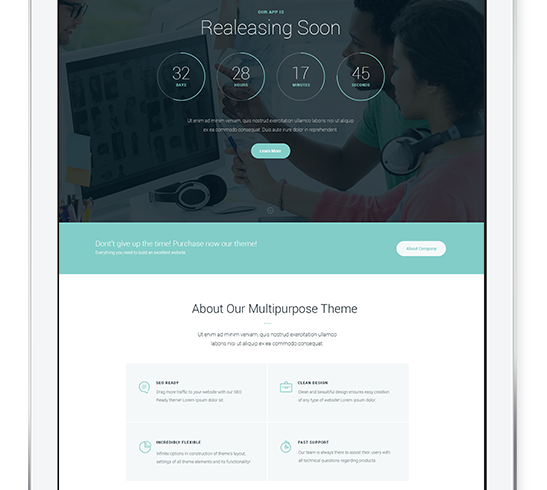 OUR APP IS
Realeasing Soon
32
DAYS
28
HOURS
17
MINUTES
45
SECONDS
Ut enim ad minim veniam, quis nostrud exercitation ullamco laboris nisi ut aliquip
ex ea commodo consequat. Duis aute irure dolor in reprehenderit.
Learn More
Dont't give up the time! Purchase now our theme!
Everything you need to build an excellent website.
About Company
About Our Multipurpose Theme
Ut enim ad minim veniam, quis nostrud exercitation ullamco
laboris nisi ut aliquip ex ea commodo consequat.
SEO READY
Drag more traffic to your website with our SEO
Ready theme! Lorem ipsum dolor sit.
CLEAN DESIGN
Clean and beautiful design ensures easy creation
of any type of website! Lorem dolor
INCREDIBLY FLEXIBLE
Infinite options in construction of theme's layout,
settings of all theme elements and its functionality!
FAST SUPPORT
Our team is always there to assist their users with
all technical questions regarding products